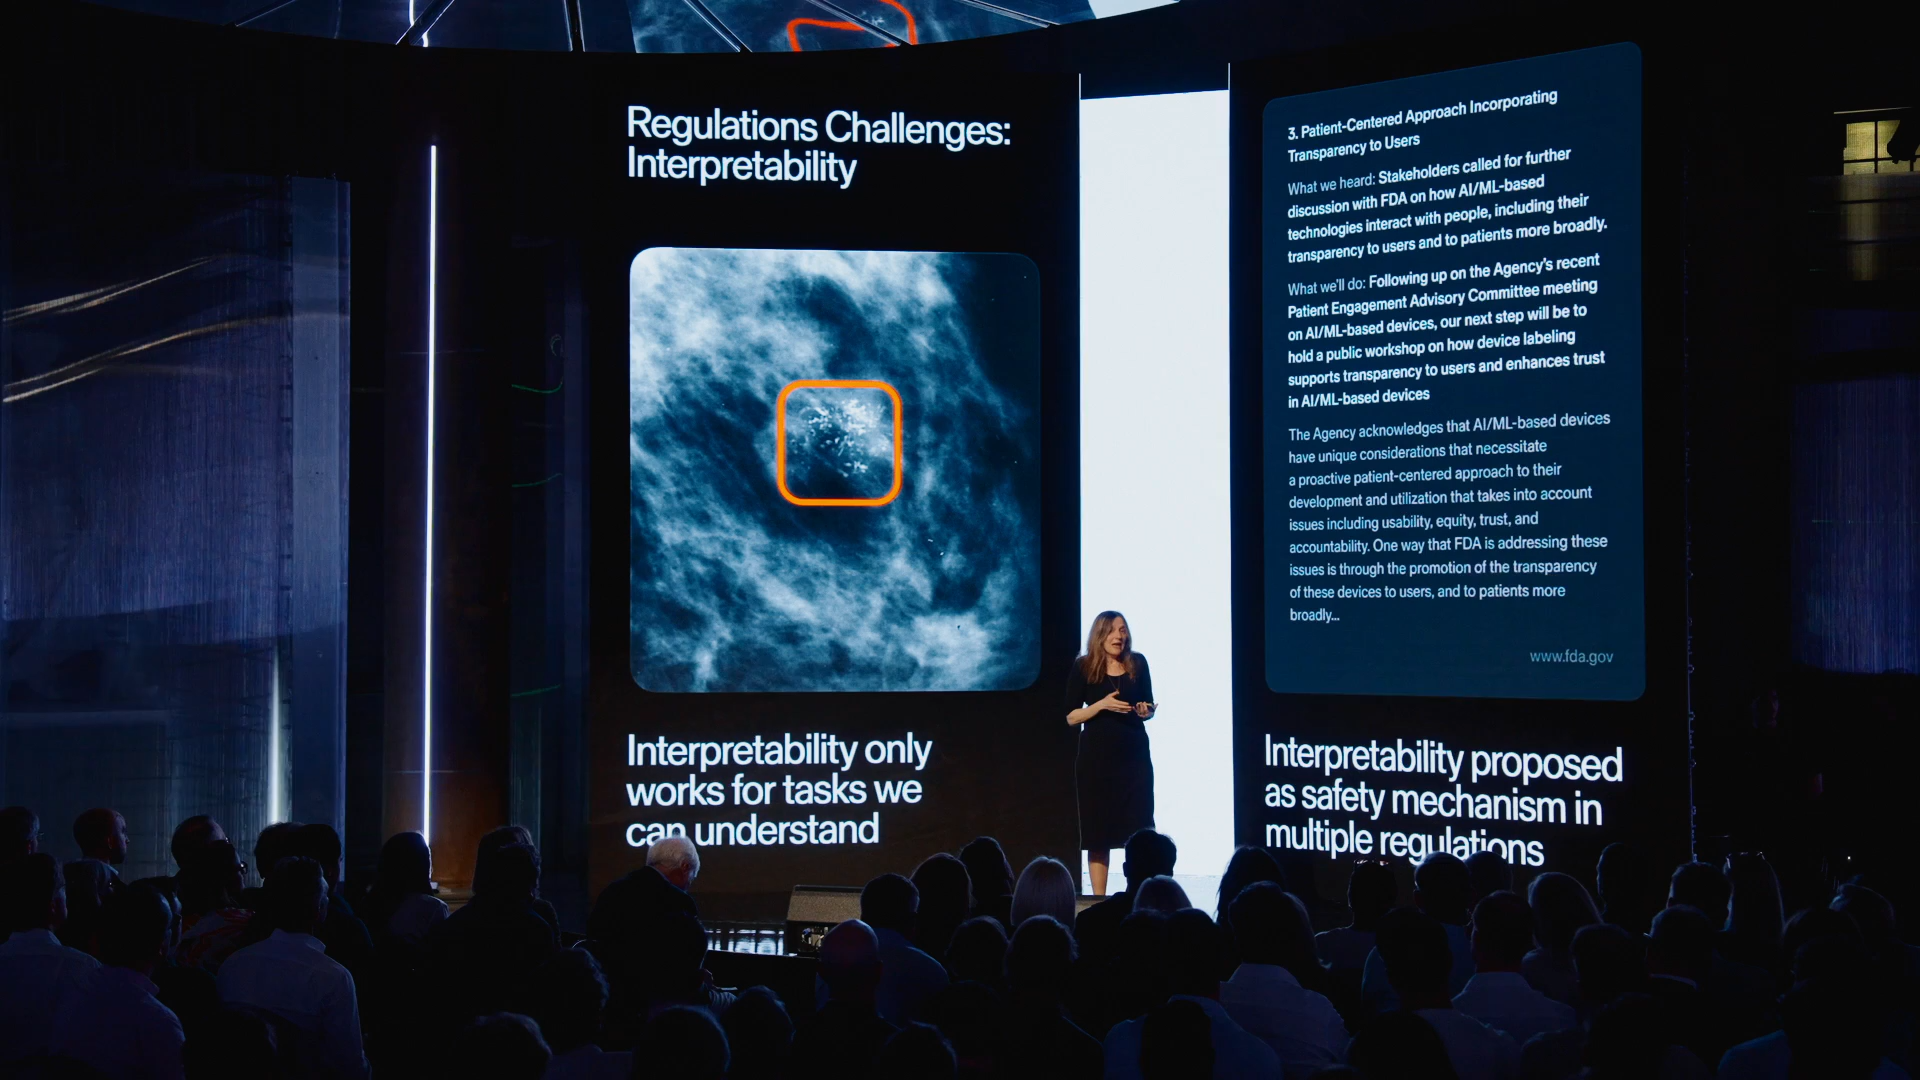 Regulations Challenges:
Interpretability
Interpretability only
works for tasks we
can understand
3. Patient-Centered Approach Incorporating
Transparency to Users
What we heard: Stakeholders called for further
discussion with FDA on how AI/ML-based
technologies interact with people, including their
transparency to users and to patients more broadly.
What we'll do: Following up on the Agency's recent
Patient Engagement Advisory Committee meeting
on AI/ML-based devices, our next step will be to
hold a public workshop on how device labeling
supports transparency to users and enhances trust
in AI/ML-based devices
The Agency acknowledges that AI/ML-based devices
have unique considerations that necessitate
a proactive patient-centered approach to their
development and utilization that takes into account
issues including usability, equity, trust, and
accountability. One way that FDA is addressing these
issues is through the promotion of the transparency
of these devices to users, and to patients more
broadly...
www.fda.gov
Interpretability proposed
as safety mechanism in
multiple regulations